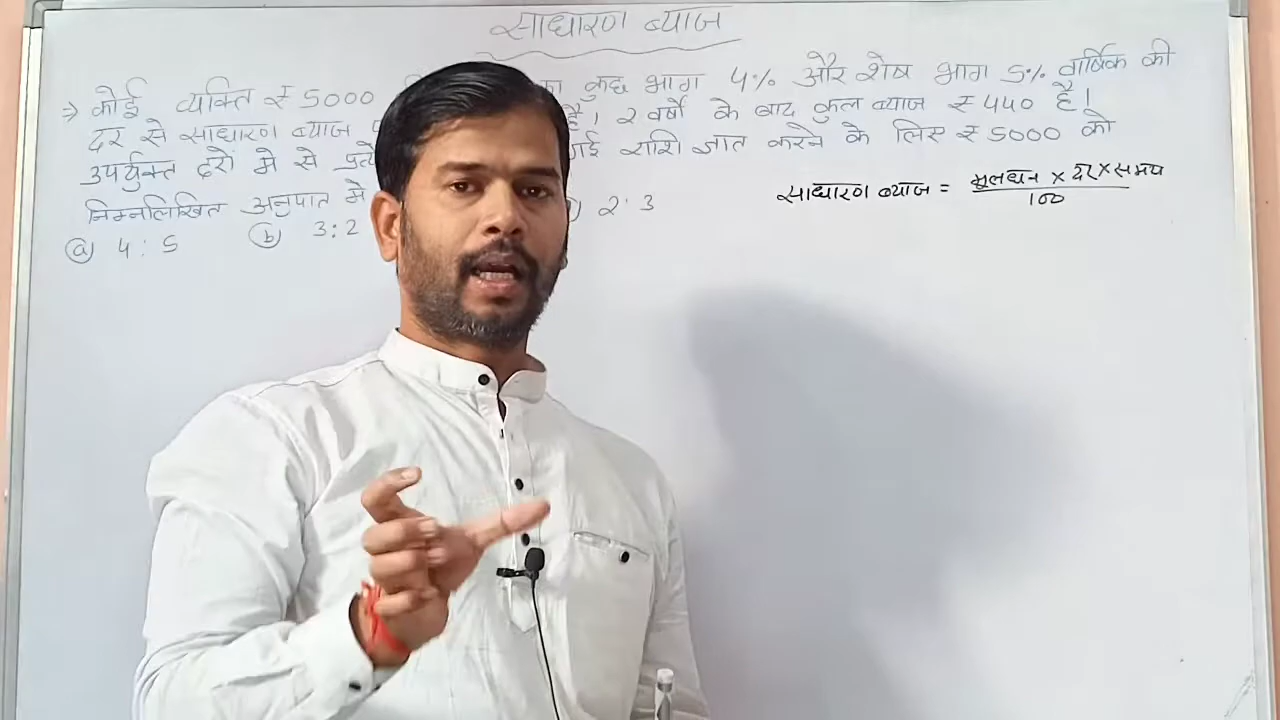 साधारण ब्याज
→ कोई व्यक्ति ₹ 5000 का कुछ भाग 4% और शेष भाग 5% वार्षिक की
दर से साधारण ब्याज है। 2 वर्षो के बाद कुल ब्याज ₹ 440 है।
उपर्युक्त दरो मे से राशि ज्ञात करने के लिए ₹ 5000 को
निम्नलिखित अनुपात मे
साधारण ब्याज = मूलधन × दर × समय
100
(a) 4 : 5 (b) 3 : 2 2 : 3